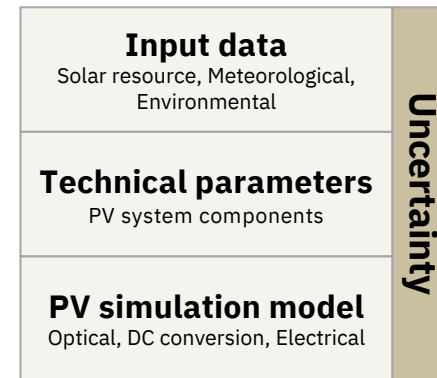 Input data
Solar resource, Meteorological,
Environmental
Technical parameters
PV system components
PV simulation model
Optical, DC conversion, Electrical
Uncertainty